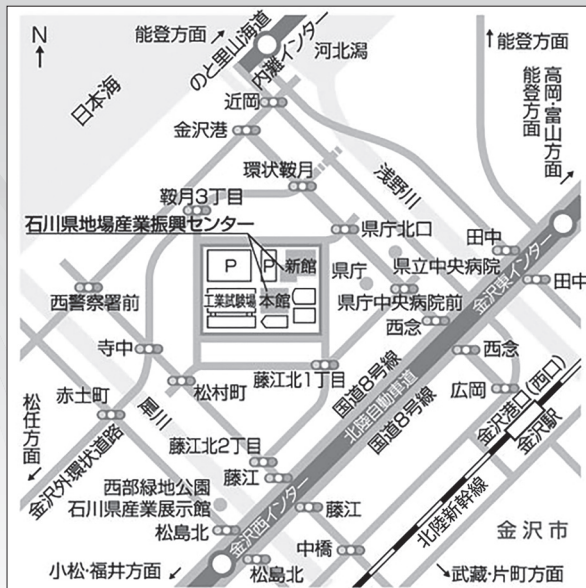 N
能登方面
のと里山海道
内灘インター
河北潟
能登方面
高岡・富山方面
能登方面
日本海
近岡
金沢港
環状鞍月
浅野川
鞍月3丁目
石川県地場産業振興センター
県庁北口
田中
P
P
新館
県庁
県立中央病院
金沢東インター
田中
西警察署前
工業試験場
本館
県庁中央病院前
西念
寺中
西念
国道8号線
北陸自動車道
国道8号線
藤江北1丁目
松村町
広岡
金沢港口(西口)
金沢駅
赤土町
松任方面
犀川
金沢外環状道路
藤江北2丁目
藤江
西部緑地公園
石川県産業展示館
金沢西インター
藤江
北陸新幹線
金沢市
松島北
中橋
小松・福井方面
松島北
武蔵・片町方面